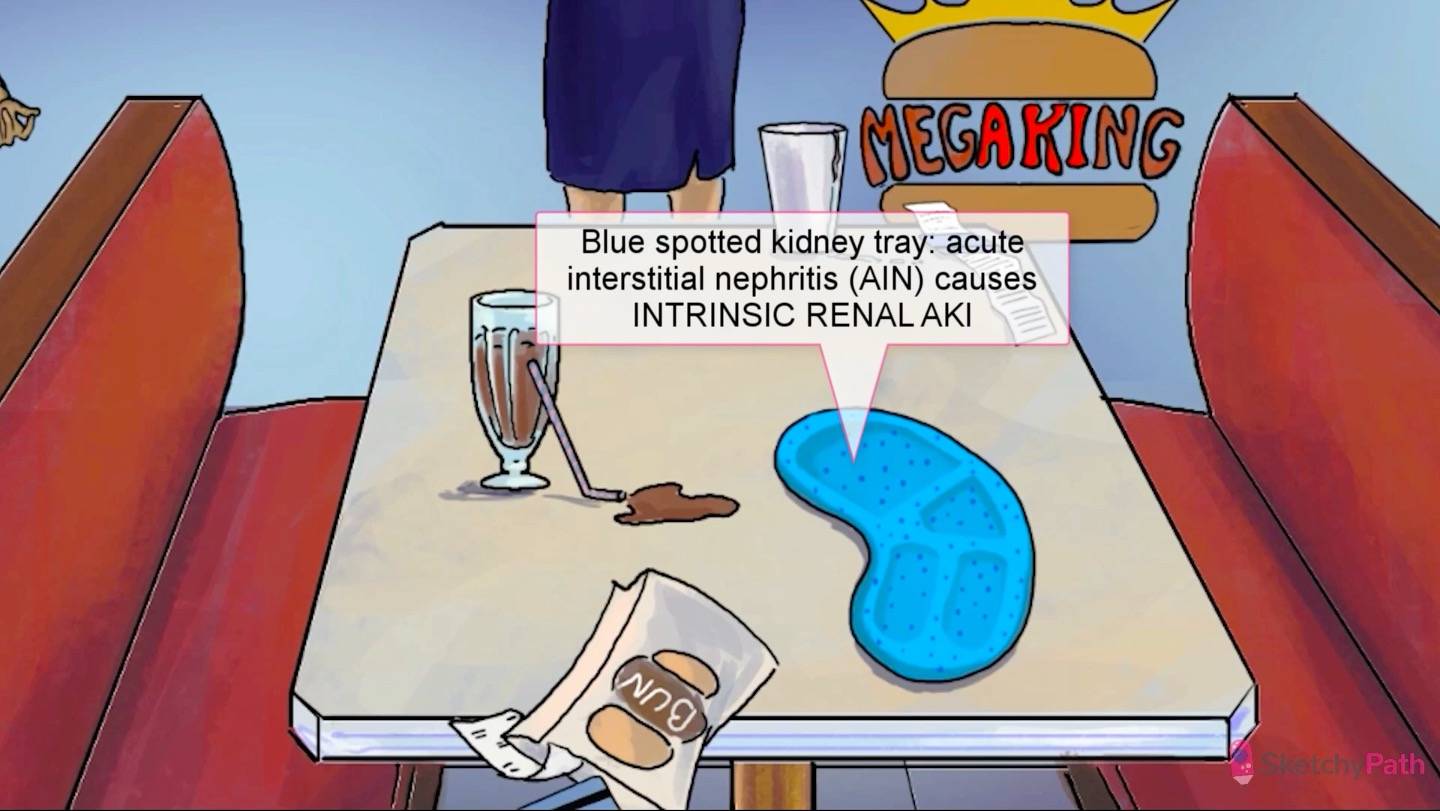 MEGAKING
Blue spotted kidney tray: acute
interstitial nephritis (AIN) causes
INTRINSIC RENAL AKI
BUN
SketchyPath